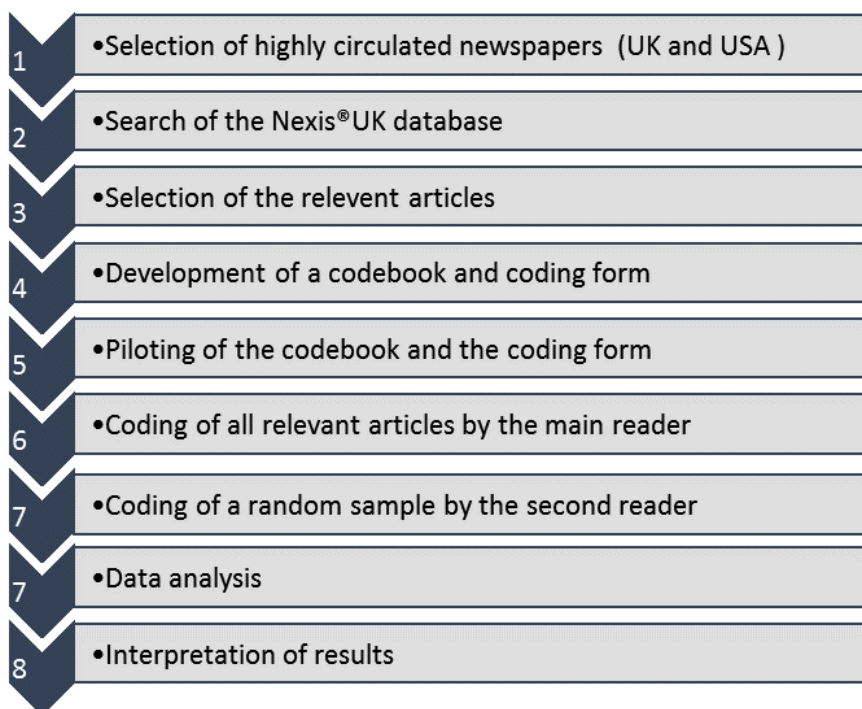 1 •Selection of highly circulated newspapers (UK and USA )
2 •Search of the Nexis®UK database
3 •Selection of the relevent articles
4 •Development of a codebook and coding form
5 •Piloting of the codebook and the coding form
6 •Coding of all relevant articles by the main reader
7 •Coding of a random sample by the second reader
7 •Data analysis
8 •Interpretation of results